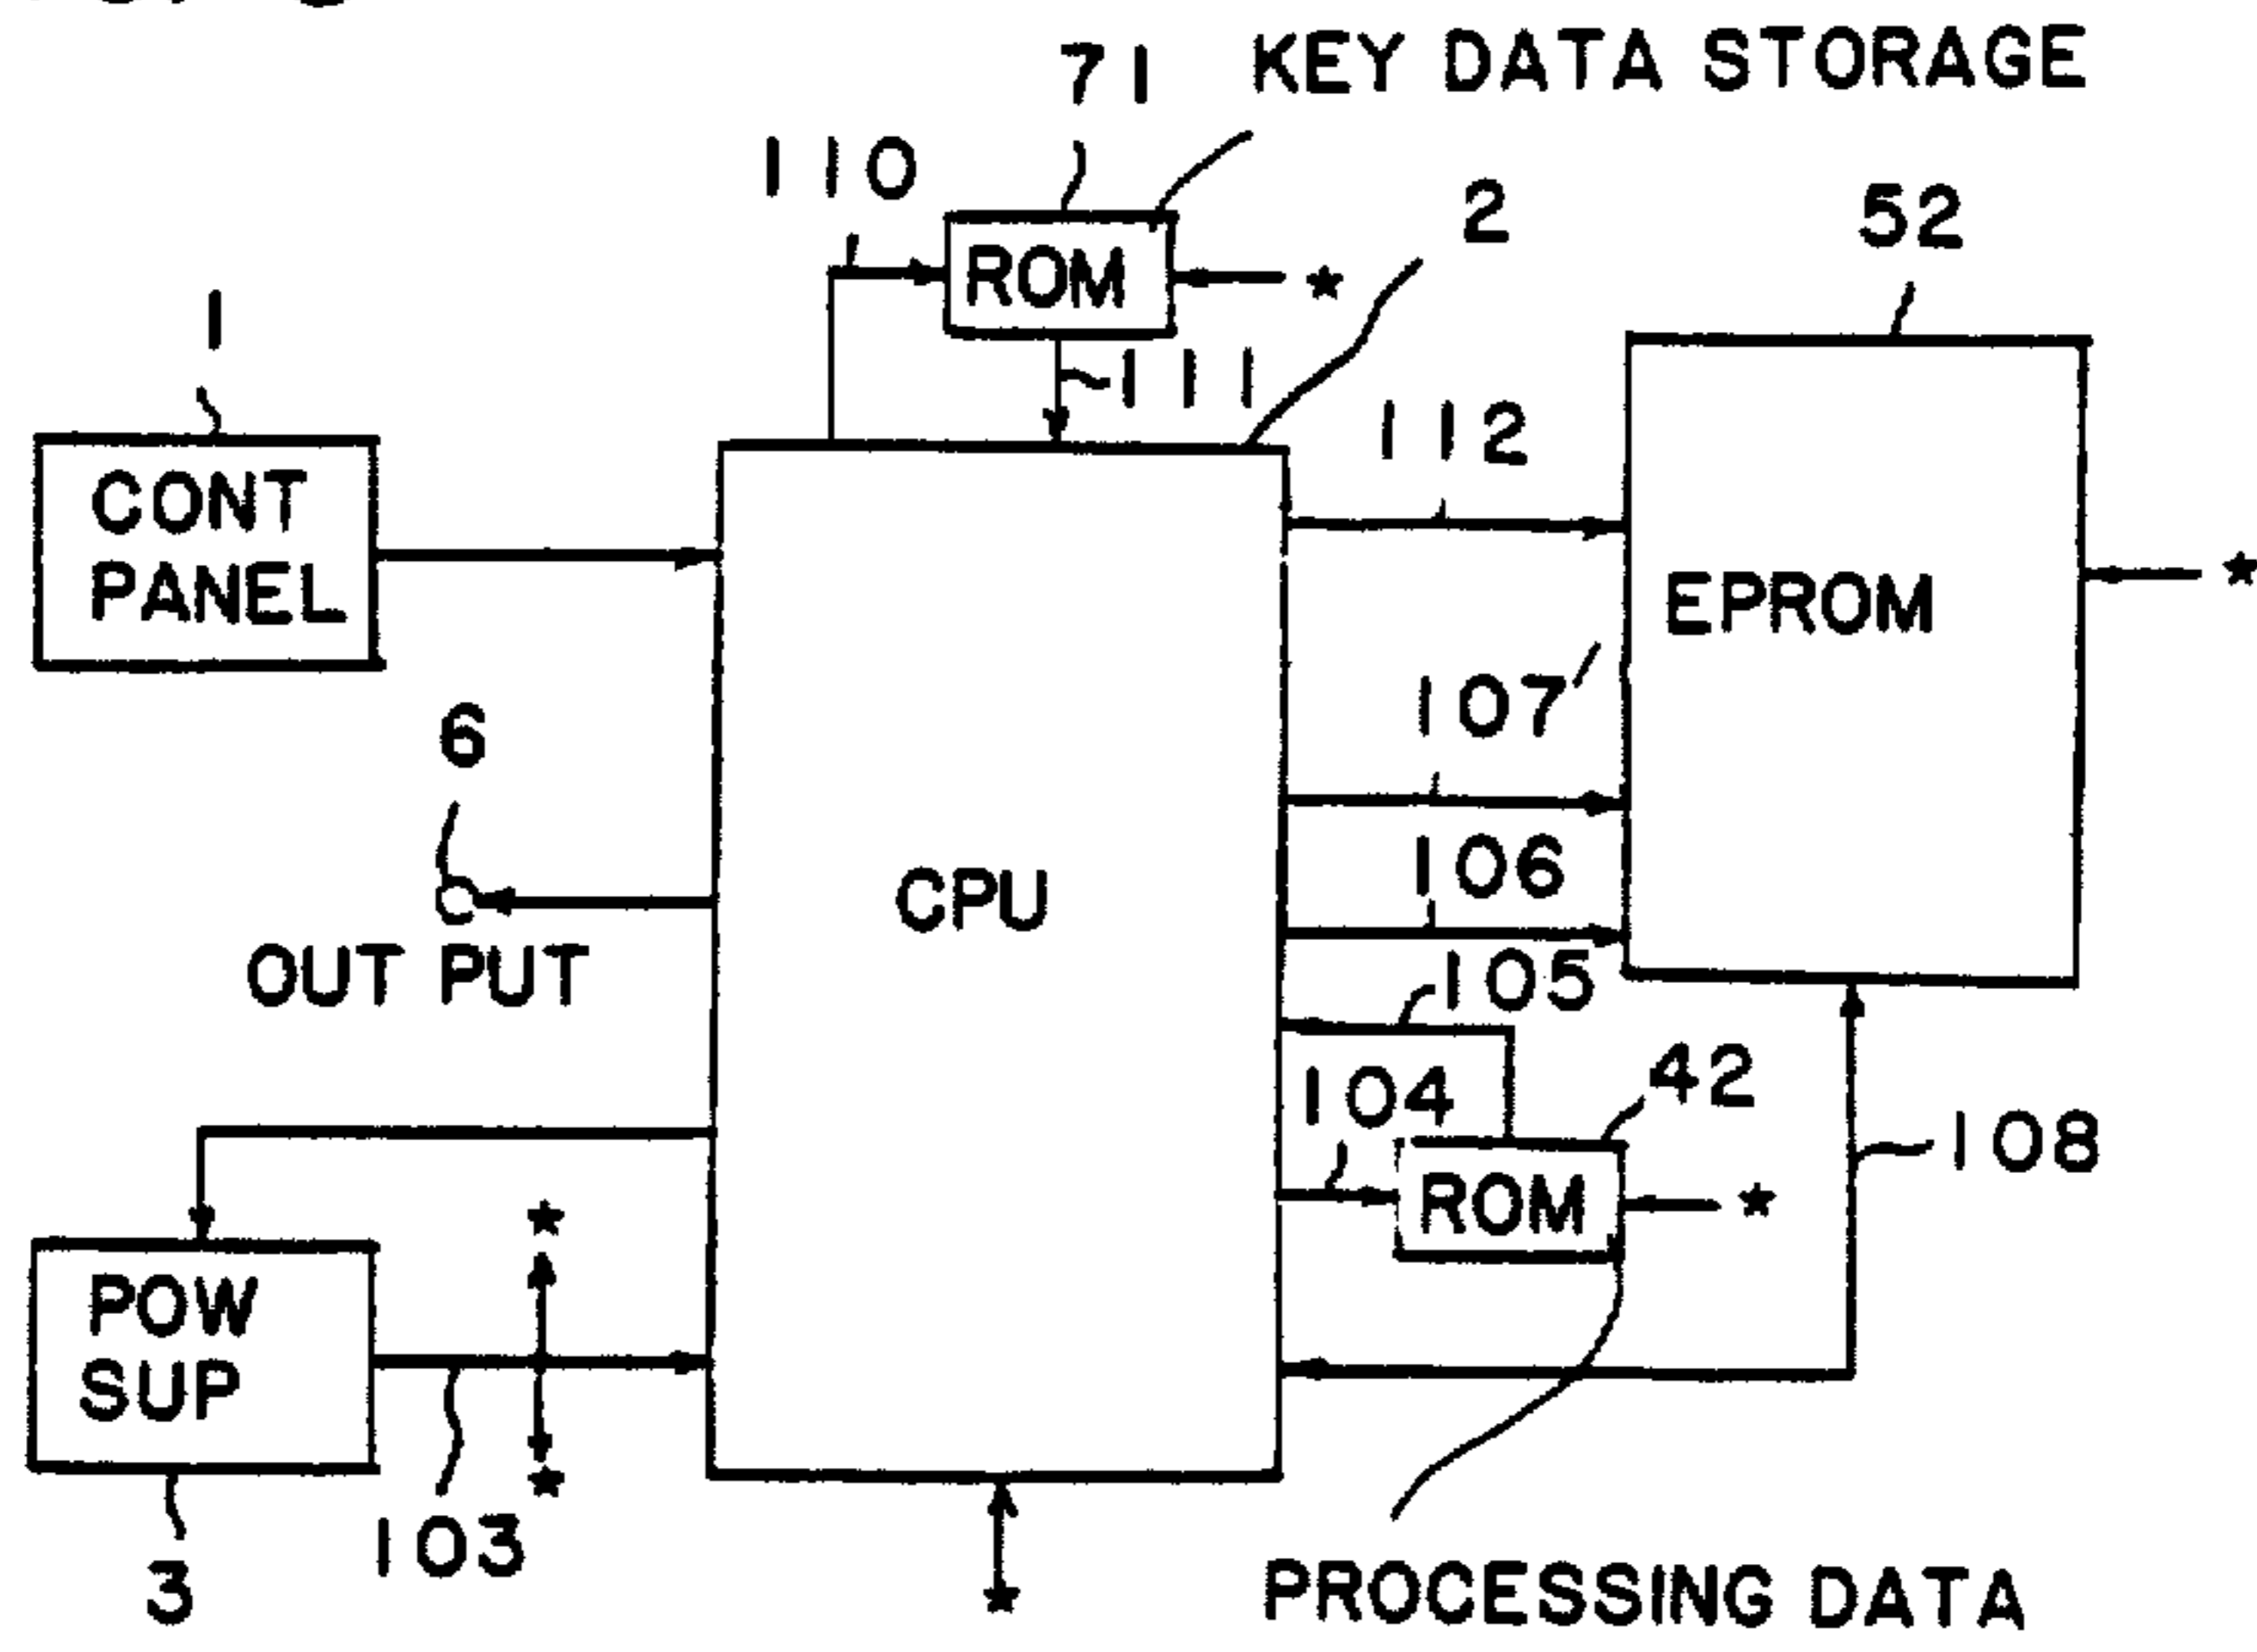 71 KEY DATA STORAGE
110
2
52
ROM ★
1
111
112
CONT
PANEL
EPROM ★
107
6
106
CPU
OUT PUT
105
104
42
108
★
ROM ★
POW
SUP
★
103
3
★
PROCESSING DATA